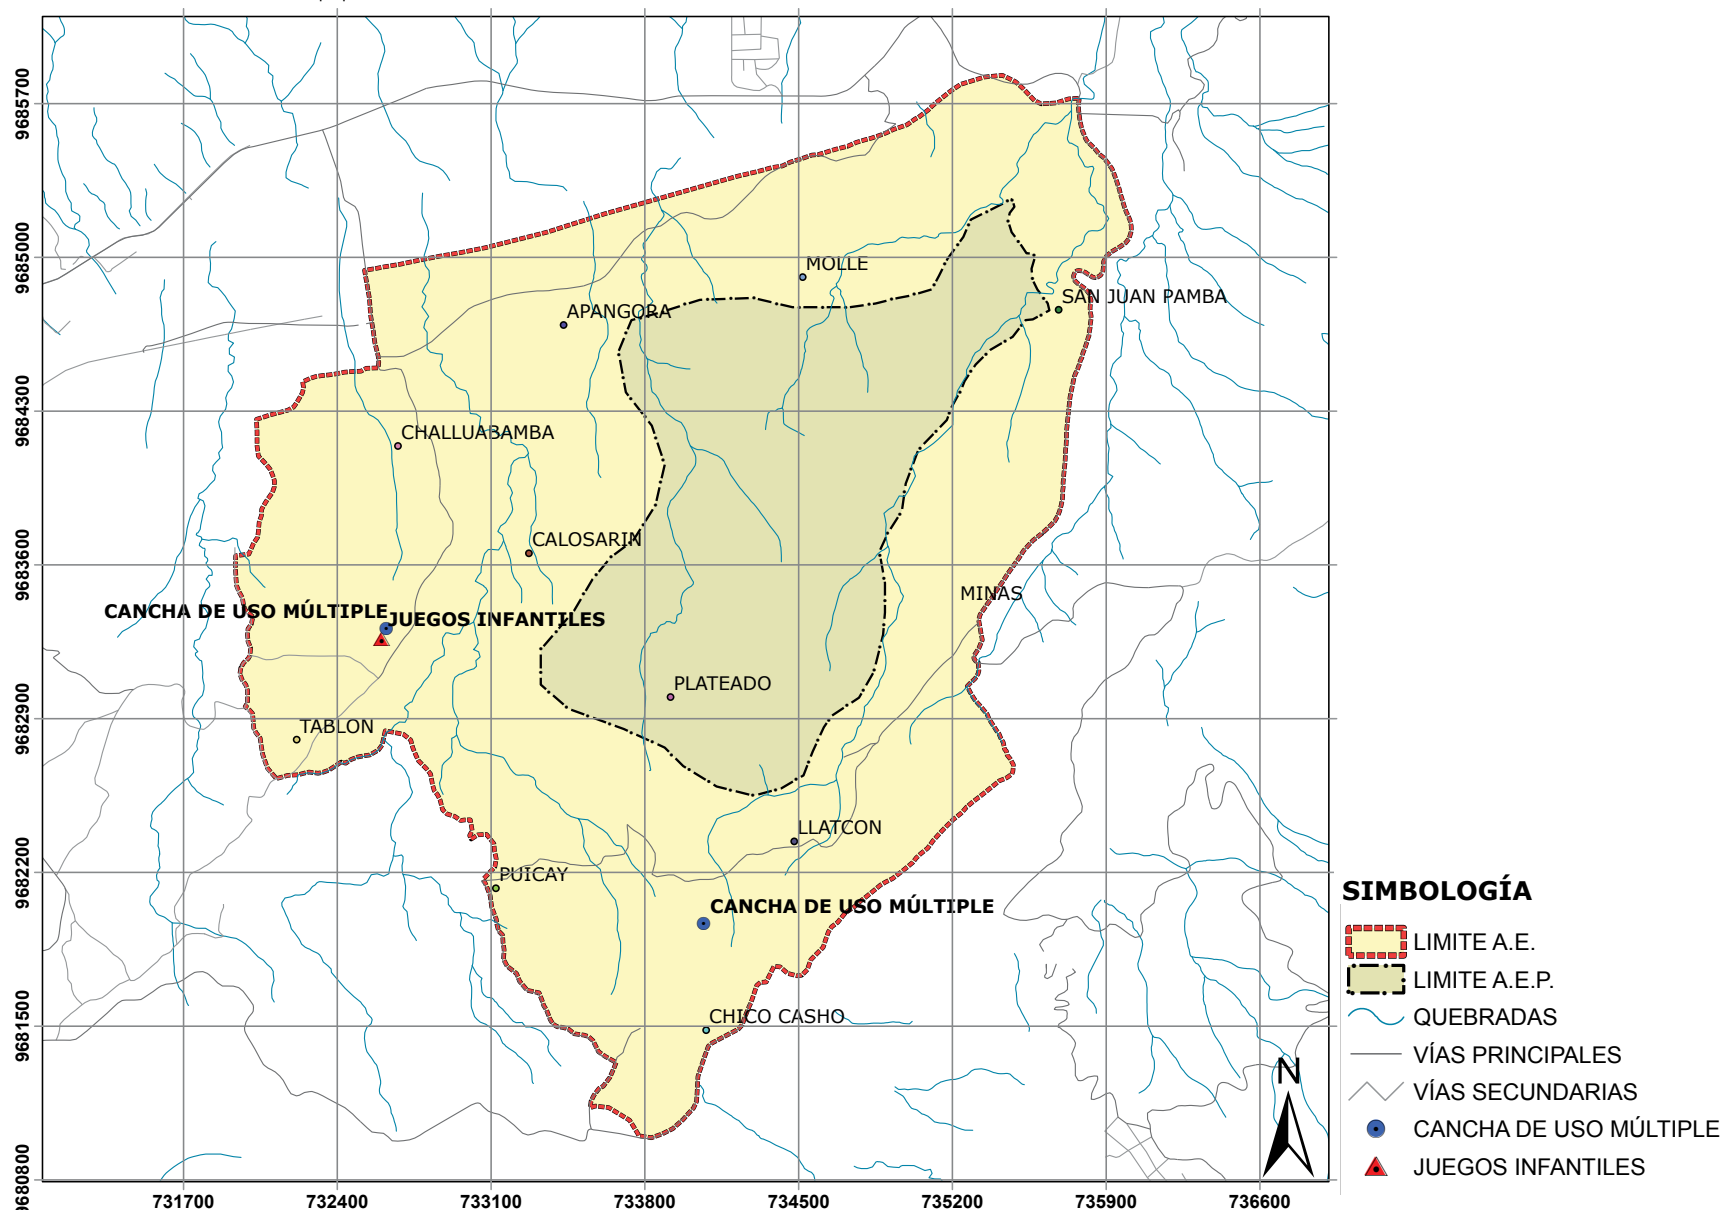 9685700
9685000
9684300
9683600
9682900
9682200
9681500
9680800
MOLLE
SAN JUAN PAMBA
APANGORA
CHALLUABAMBA
CALOSARIN
MINAS
CANCHA DE USO MÚLTIPLE
JUEGOS INFANTILES
PLATEADO
TABLON
LLATCON
PUICAY
CANCHA DE USO MÚLTIPLE
CHICO CASHO
N
731700 732400 733100 733800 734500 735200 735900 736600
SIMBOLOGÍA
LIMITE A.E.
LIMITE A.E.P.
QUEBRADAS
VÍAS PRINCIPALES
VÍAS SECUNDARIAS
CANCHA DE USO MÚLTIPLE
JUEGOS INFANTILES